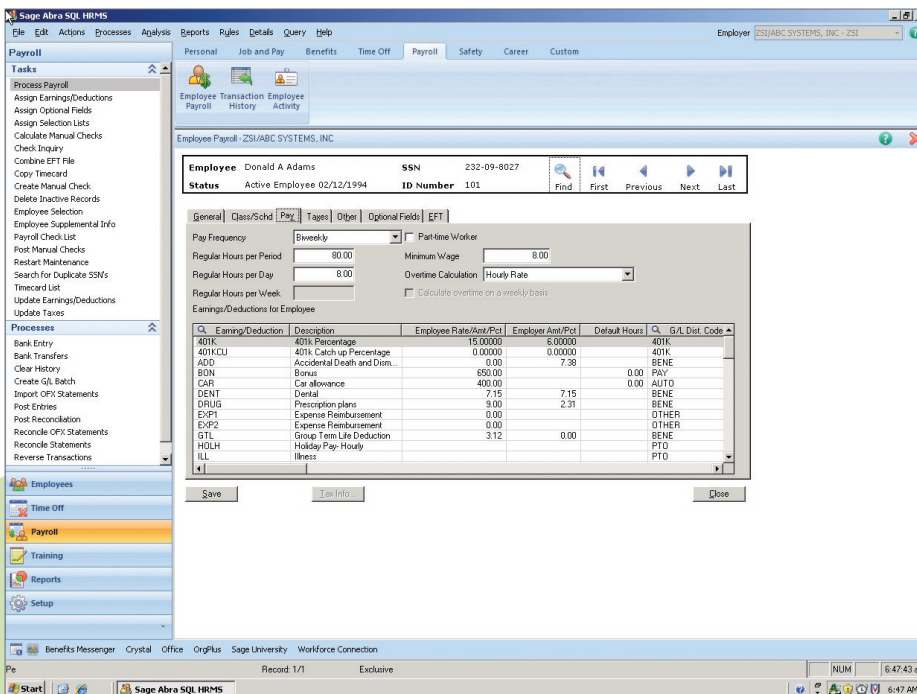 Sage Abra SQL HRMS
File Edit Actions Processes Analysis Reports Rules Details Query Help Employer ZSI/ABC SYSTEMS, INC - ZSI
Payroll
Personal Job and Pay Benefits Time Off Payroll Safety Career Custom
Tasks
Process Payroll
Assign Earnings/Deductions
Assign Optional Fields
Assign Selection Lists
Calculate Manual Checks
Check Inquiry
Combine EFT File
Copy Timecard
Create Manual Check
Delete Inactive Records
Employee Selection
Employee Supplemental Info
Payroll Check List
Post Manual Checks
Restart Maintenance
Search for Duplicate SSN's
Timecard List
Update Earnings/Deductions
Update Taxes
Processes
Bank Entry
Bank Transfers
Clear History
Create G/L Batch
Import OFX Statements
Post Entries
Post Reconciliation
Reconcile OFX Statements
Reconcile Statements
Reverse Transactions
Employees
Time Off
Payroll
Training
Reports
Setup
Employee Payroll
Transaction History
Employee Activity
Employee Payroll - ZSI/ABC SYSTEMS, INC
Employee Donald A Adams SSN 232-09-8027
Status Active Employee 02/12/1994 ID Number 101
Find First Previous Next Last
General Class/Schd Pay Taxes Other Optional Fields EFT
Pay Frequency Biweekly Part-time Worker
Regular Hours per Period 80.00 Minimum Wage 8.00
Regular Hours per Day 8.00 Overtime Calculation Hourly Rate
Regular Hours per Week Calculate overtime on a weekly basis
Earnings/Deductions for Employee
Earning/Deduction Description Employee Rate/Amt/Pct Employer Amt/Pct Default Hours G/L Dist. Code
401K 401k Percentage 15.00000 6.00000 401K
401KCU 401k Catch up Percentage 0.00000 0.00000 401K
ADD Accidental Death and Dism... 0.00 7.38 BENE
BON Bonus 650.00 0.00 PAY
CAR Car allowance 400.00 0.00 AUTO
DENT Dental 7.15 7.15 BENE
DRUG Prescription plans 9.00 2.31 BENE
EXP1 Expense Reimbursement 0.00 OTHER
EXP2 Expense Reimbursement 0.00 OTHER
GTL Group Term Life Deduction 3.12 0.00 BENE
HOLH Holiday Pay- Hourly PTO
ILL Illness PTO
Save Tax Info... Close
Benefits Messenger Crystal Office OrgPlus Sage University Workforce Connection
Pe Record: 1/1 Exclusive NUM 6:47:43 a
Start Sage Abra SQL HRMS 6:47 AM